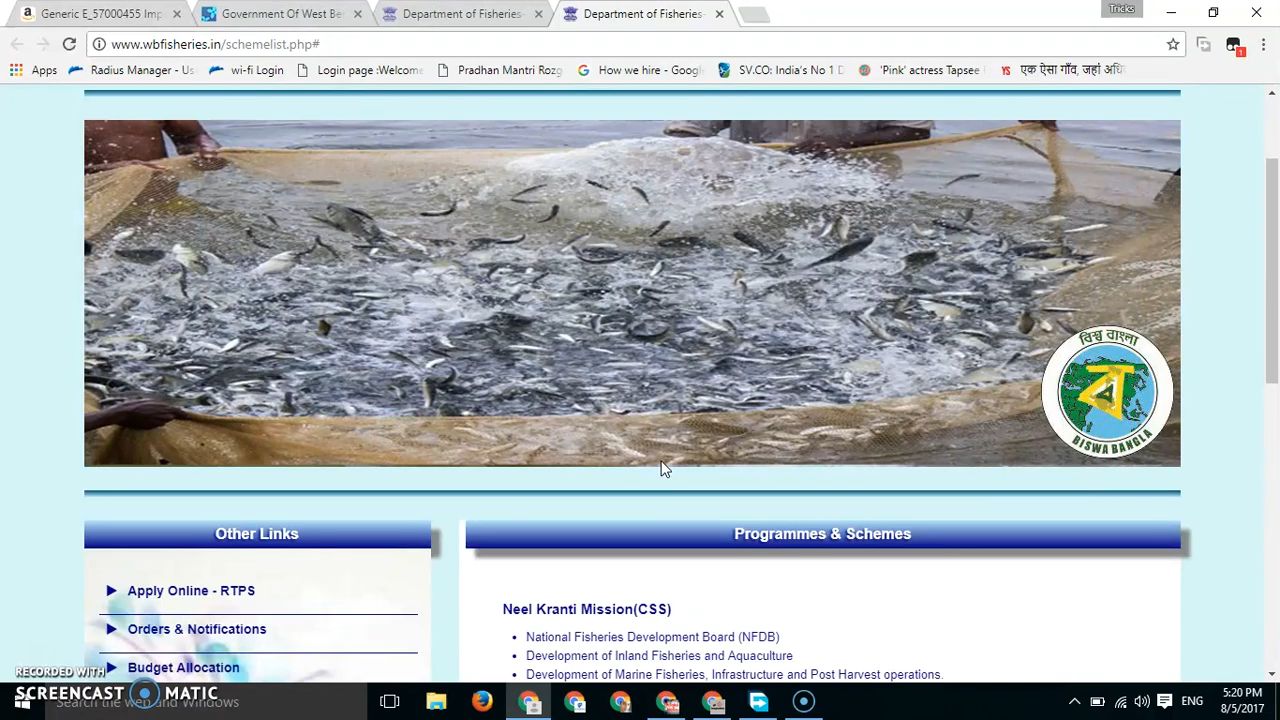 Generic E_57000455 Imp
Government Of West Be
Department of Fisheries-
Department of Fisheries-
Tricks
www.wbfisheries.in/schemelist.php#
1
Apps
Radius Manager - Us
wi-fi Login
Login page :Welcome
Pradhan Mantri Rozg
How we hire - Googl
SV.CO: India's No 1 D
'Pink' actress Tapsee
YS एक ऐसा गाँव, जहां अधि
বিশ্ব বাংলা
ব
BISWA BANGLA
Other Links
Programmes & Schemes
Apply Online - RTPS
Orders & Notifications
Budget Allocation
Neel Kranti Mission(CSS)
National Fisheries Development Board (NFDB)
Development of Inland Fisheries and Aquaculture
Development of Marine Fisheries, Infrastructure and Post Harvest operations.
RECORDED WITH
SCREENCAST MATIC
Search the web and Windows
ENG
5:20 PM
8/5/2017